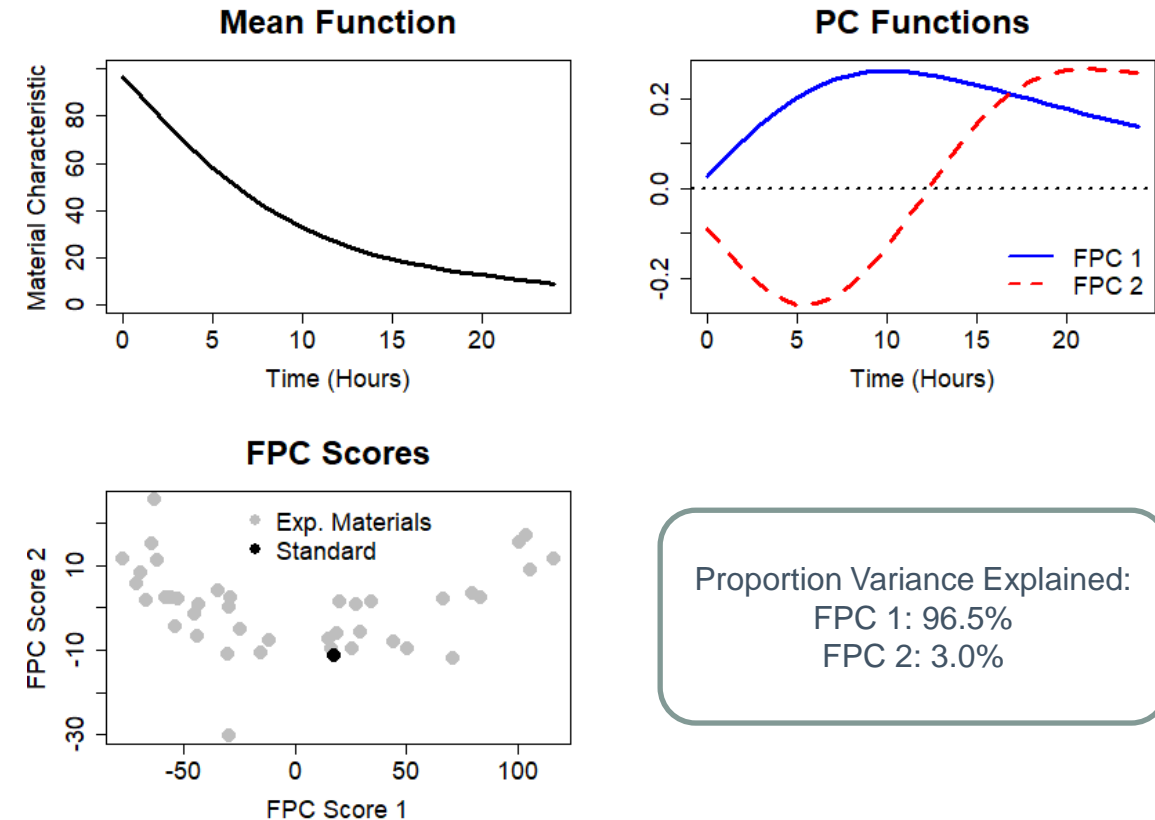 Mean Function
Material Characteristic
80
60
40
20
0
0 5 10 15 20
Time (Hours)
PC Functions
0.2
0.0
-0.2
FPC 1
FPC 2
0 5 10 15 20
Time (Hours)
FPC Scores
FPC Score 2
10
-10
-30
Exp. Materials
Standard
-50 0 50 100
FPC Score 1
Proportion Variance Explained:
FPC 1: 96.5%
FPC 2: 3.0%